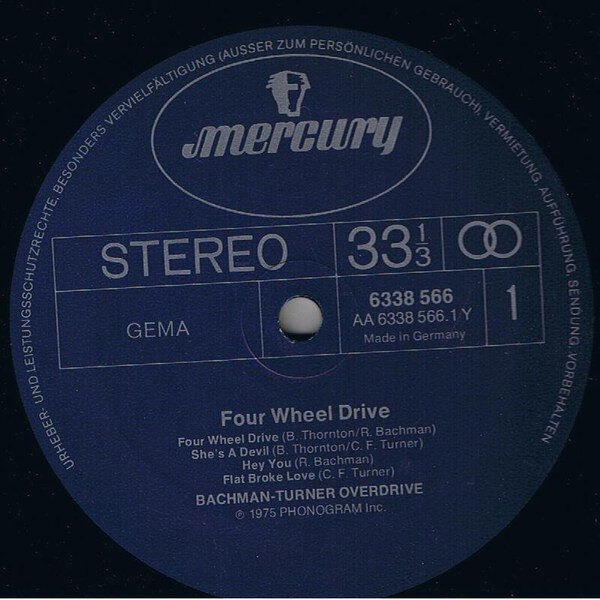 URHEBER- UND LEISTUNGSSCHUTZRECHTE, BESONDERS VERVIELFÄLTIGUNG (AUSSER ZUM PERSÖNLICHEN GEBRAUCH), VERMIETUNG, AUFFÜHRUNG, SENDUNG, VORBEHALTEN
mercury
STEREO
33 1/3
GEMA
6338 566
AA 6338 566.1 Y
Made in Germany
1
Four Wheel Drive
Four Wheel Drive (B. Thornton/R. Bachman)
She's A Devil (B. Thornton/C. F. Turner)
Hey You (R. Bachman)
Flat Broke Love (C. F. Turner)
BACHMAN-TURNER OVERDRIVE
℗ 1975 PHONOGRAM Inc.